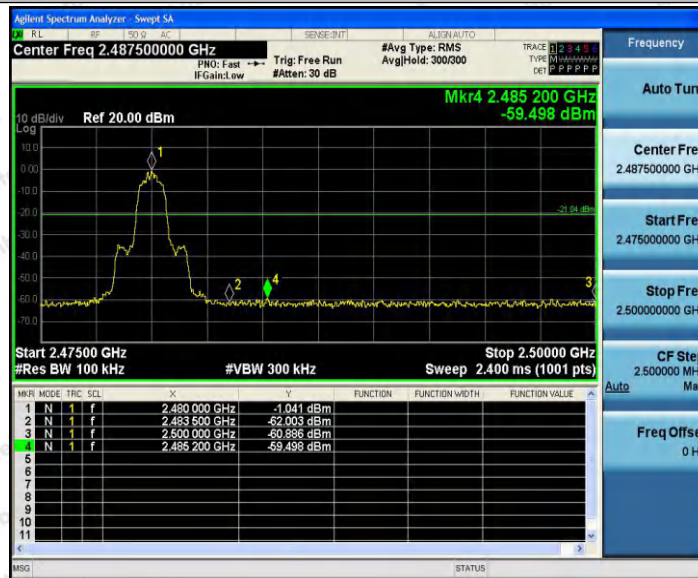 Agilent Spectrum Analyzer - Swept SA
RL RF 50 Ω AC SENSE:INT ALIGN AUTO
Center Freq 2.487500000 GHz
PNO: Fast
IFGain:Low
Trig: Free Run
#Atten: 30 dB
#Avg Type: RMS
Avg|Hold: 300/300
TRACE 1 2 3 4 5 6
TYPE M
DET P P P P P P
Mkr4 2.485 200 GHz
-59.498 dBm
10 dB/div Ref 20.00 dBm
Log
10.0
0.00
-10.0
-20.0
-30.0
-40.0
-50.0
-60.0
-70.0
1
2
4
3
-21.04 dBm
Start 2.47500 GHz
Stop 2.50000 GHz
#Res BW 100 kHz
#VBW 300 kHz
Sweep 2.400 ms (1001 pts)
MKR MODE TRC SCL X Y FUNCTION FUNCTION WIDTH FUNCTION VALUE
1 N 1 f 2.480 000 GHz -1.041 dBm
2 N 1 f 2.483 500 GHz -62.003 dBm
3 N 1 f 2.500 000 GHz -60.886 dBm
4 N 1 f 2.485 200 GHz -59.498 dBm
5
6
7
8
9
10
11
MSG
STATUS
Frequency
Auto Tun
Center Fre
2.487500000 GH
Start Fre
2.475000000 GH
Stop Fre
2.500000000 GH
CF Ste
2.500000 MH
Auto Ma
Freq Offse
0 H